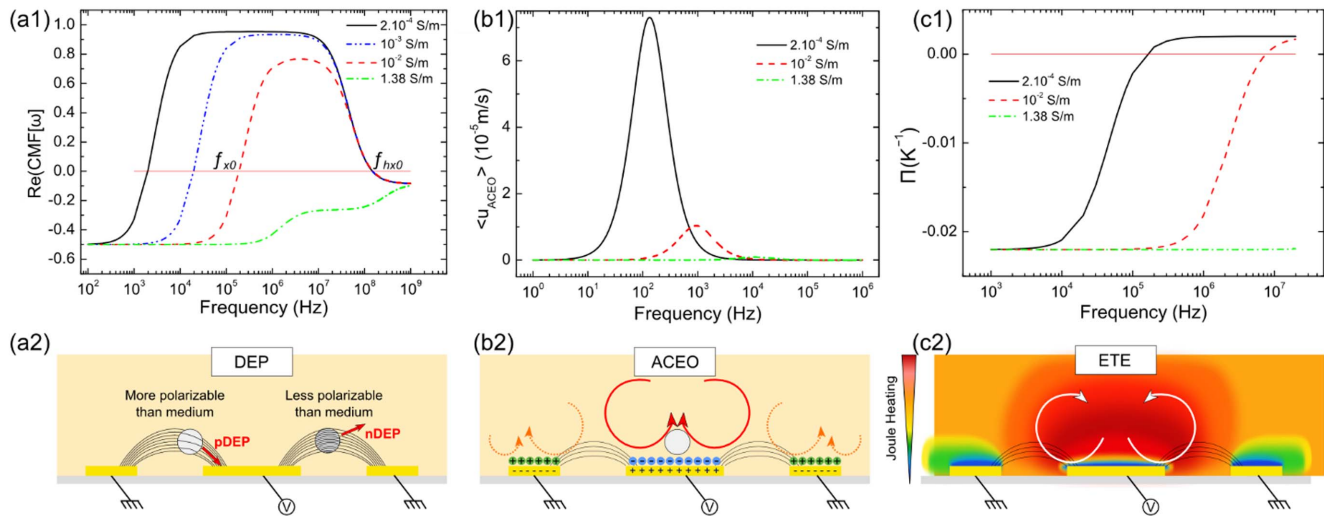 (a1)
1.0
0.8
0.6
0.4
0.2
0.0
-0.2
-0.4
-0.6
Re(CMF[ω]
2.10⁻⁴ S/m
10⁻³ S/m
10⁻² S/m
1.38 S/m
fx0
fhx0
10² 10³ 10⁴ 10⁵ 10⁶ 10⁷ 10⁸ 10⁹
Frequency (Hz)
(b1)
6
4
2
0
<uACEO> (10⁻⁵m/s)
2.10⁻⁴ S/m
10⁻² S/m
1.38 S/m
10⁰ 10¹ 10² 10³ 10⁴ 10⁵ 10⁶
Frequency (Hz)
(c1)
0.00
-0.01
-0.02
Π(K⁻¹)
2.10⁻⁴ S/m
10⁻² S/m
1.38 S/m
10³ 10⁴ 10⁵ 10⁶ 10⁷
Frequency (Hz)
(a2)
DEP
More polarizable
than medium
Less polarizable
than medium
pDEP
nDEP
V
(b2)
ACEO
V
(c2)
ETE
Joule Heating
V